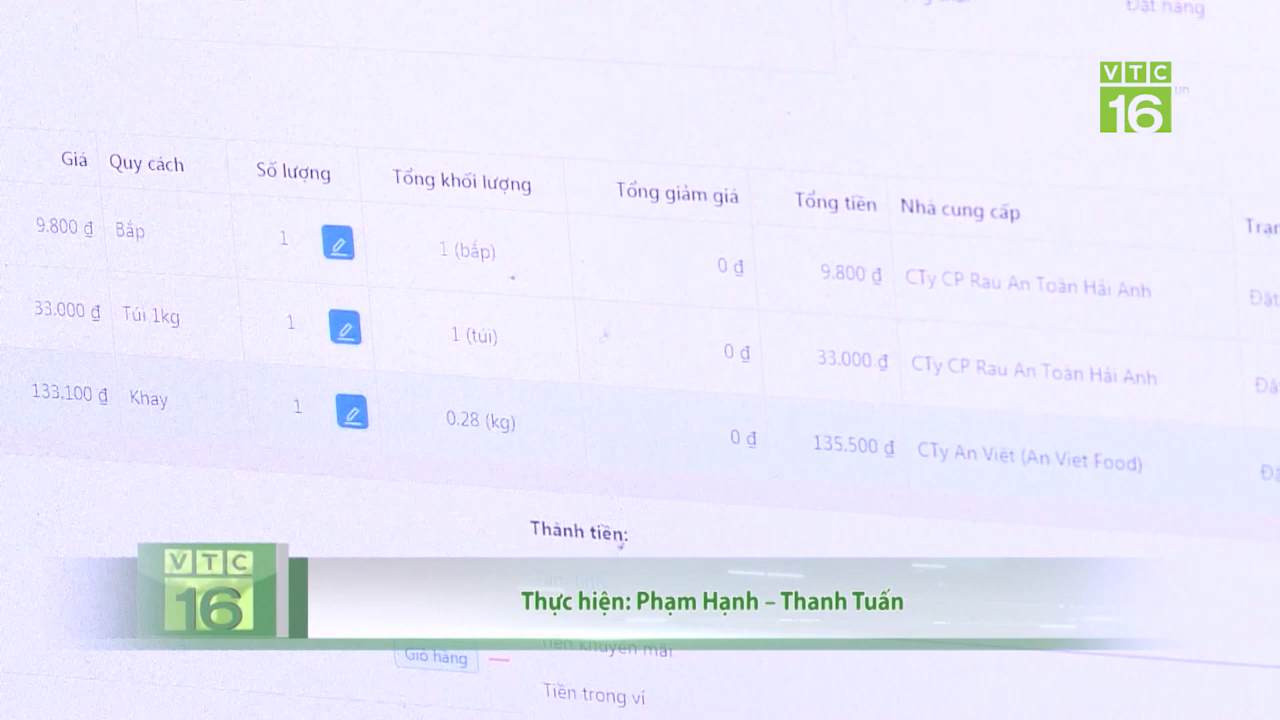 Đặt hàng
VTC
16
Giá Quy cách Số lượng Tổng khối lượng Tổng giảm giá Tổng tiền Nhà cung cấp
9.800 ₫ Bắp 1 1 (bắp) 0 ₫ 9.800 ₫ CTy CP Rau An Toàn Hải Anh
33.000 ₫ Túi 1kg 1 1 (túi) 0 ₫ 33.000 ₫ CTy CP Rau An Toàn Hải Anh
133.100 ₫ Khay 1 0.28 (kg) 0 ₫ 135.500 ₫ CTy An Việt (An Viet Food)
Thành tiền:
VTC
16
Thực hiện: Phạm Hạnh – Thanh Tuấn
Tiền khuyến mãi
Giỏ hàng
Tiền trong ví